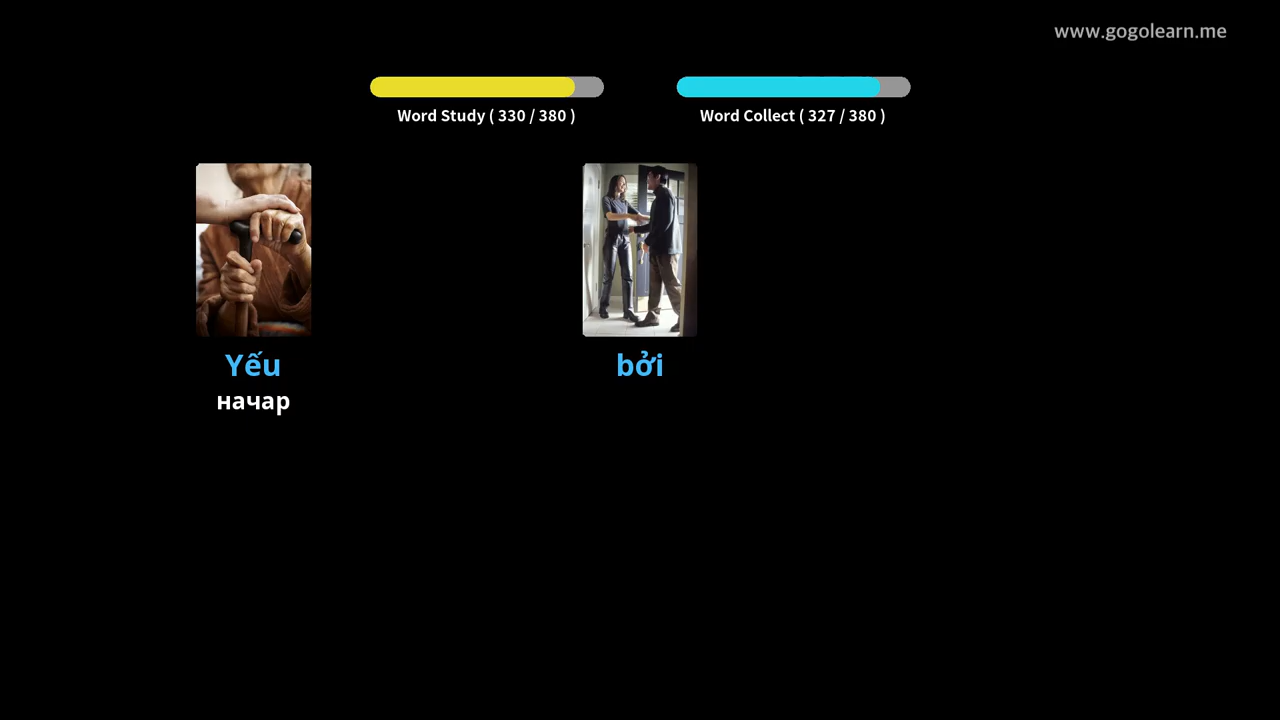 www.gogolearn.me
Word Study ( 330 / 380 )
Word Collect ( 327 / 380 )
Yếu
начар
bởi